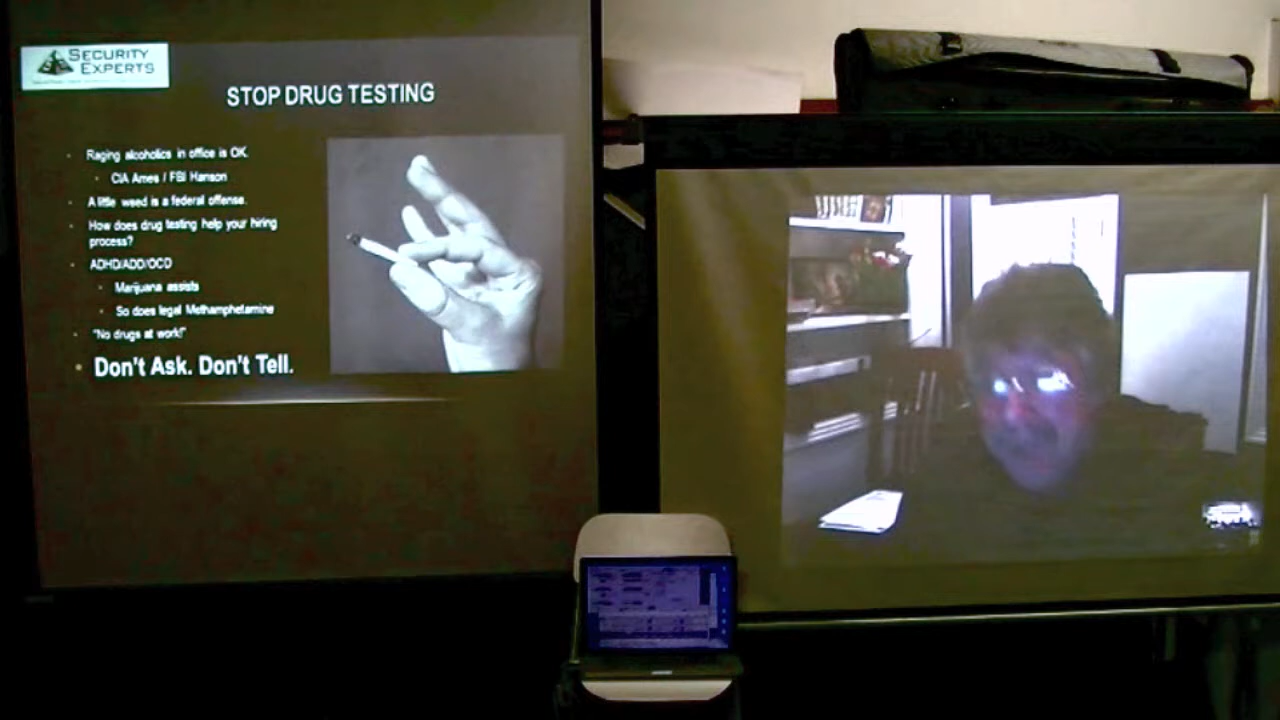 SECURITY
EXPERTS
STOP DRUG TESTING
Raging alcoholics in office is OK.
CIA Ames / FBI Hanson
A little weed is a federal offense.
How does drug testing help your hiring
process?
ADHD/ADD/OCD
Marijuana assists
So does legal Methamphetamine
"No drugs at work!"
Don't Ask. Don't Tell.